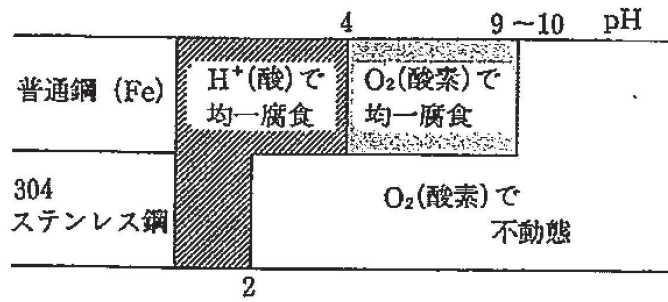 4
9～10
pH
普通鋼 (Fe)
H⁺(酸)で
均一腐食
O₂(酸素)で
均一腐食
304
ステンレス鋼
O₂(酸素)で
不動態
2